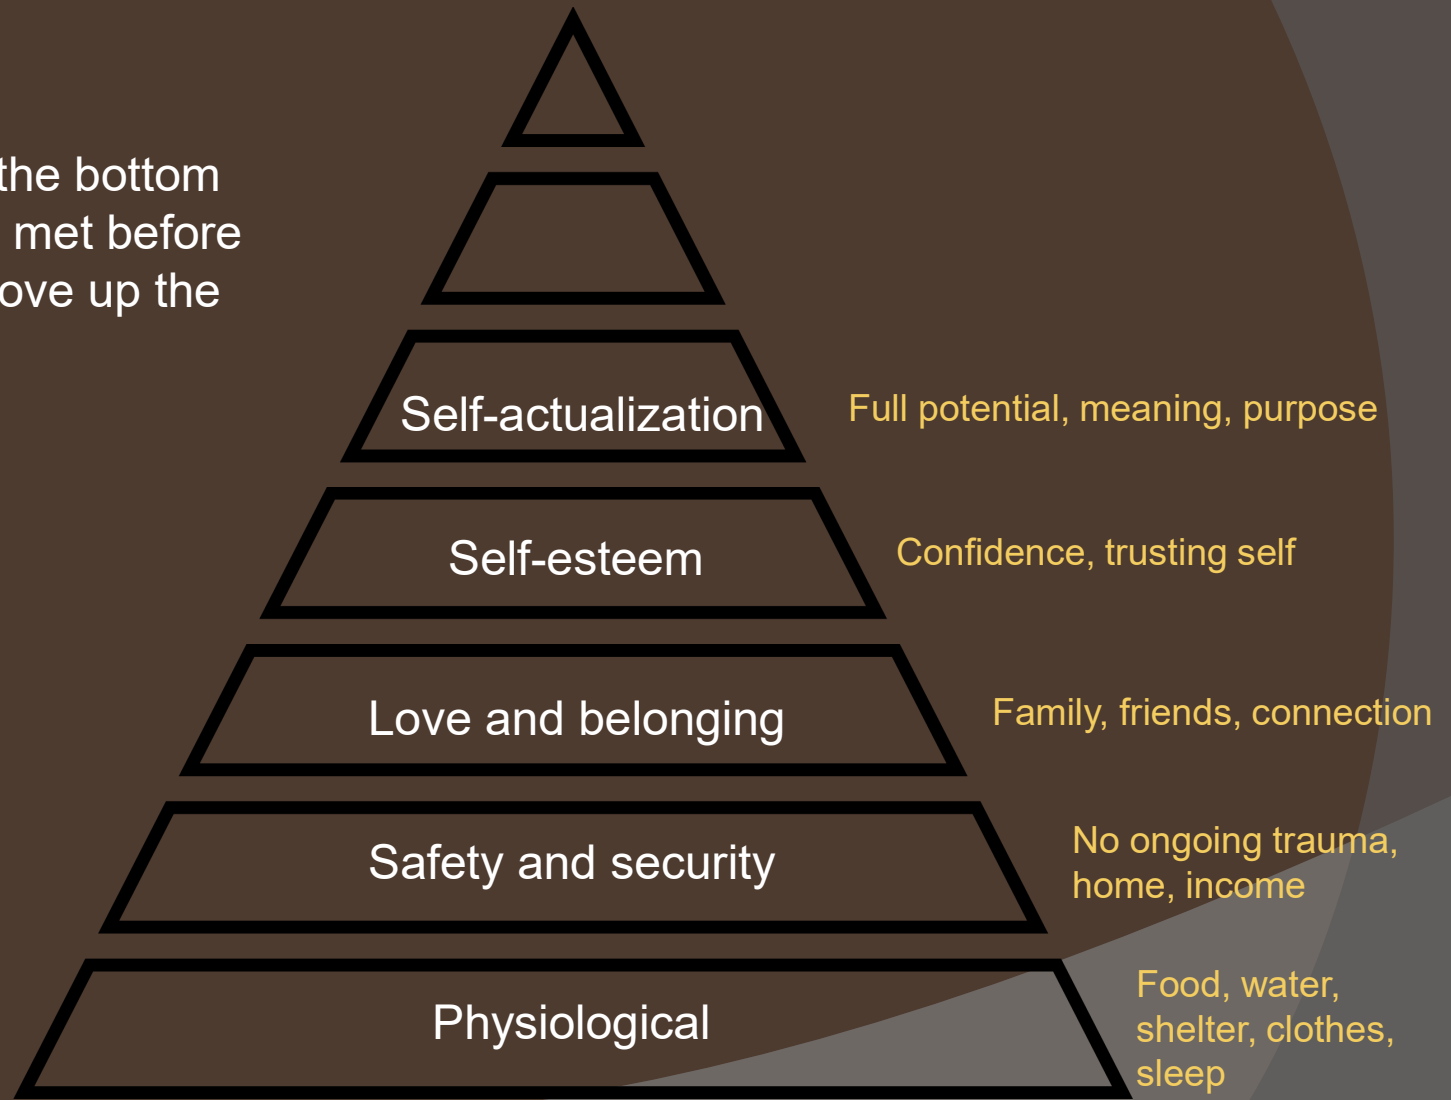 the bottom
met before
ove up the
Self-actualization
Full potential, meaning, purpose
Self-esteem
Confidence, trusting self
Love and belonging
Family, friends, connection
Safety and security
No ongoing trauma,
home, income
Physiological
Food, water,
shelter, clothes,
sleep